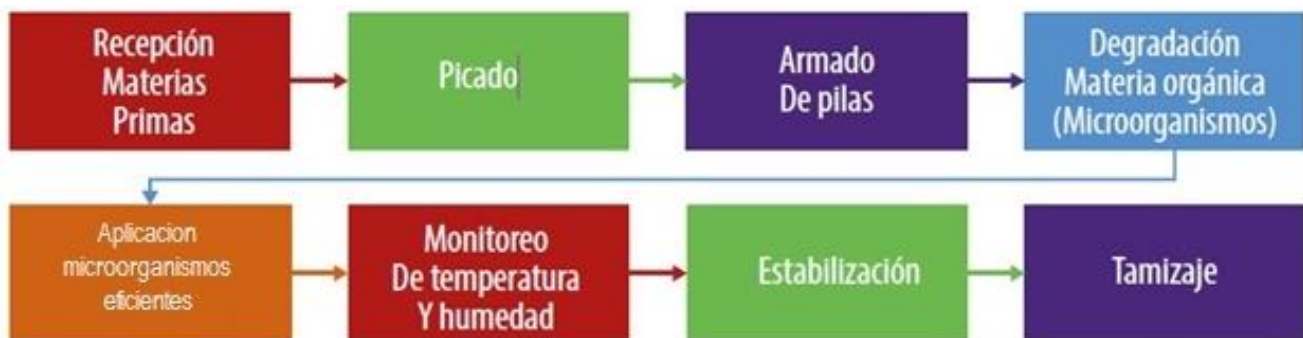 Recepción
Materias
Primas
Picado
Armado
De pilas
Degradación
Materia orgánica
(Microorganismos)
Aplicacion
microorganismos
eficientes
Monitoreo
De temperatura
Y humedad
Estabilización
Tamizaje